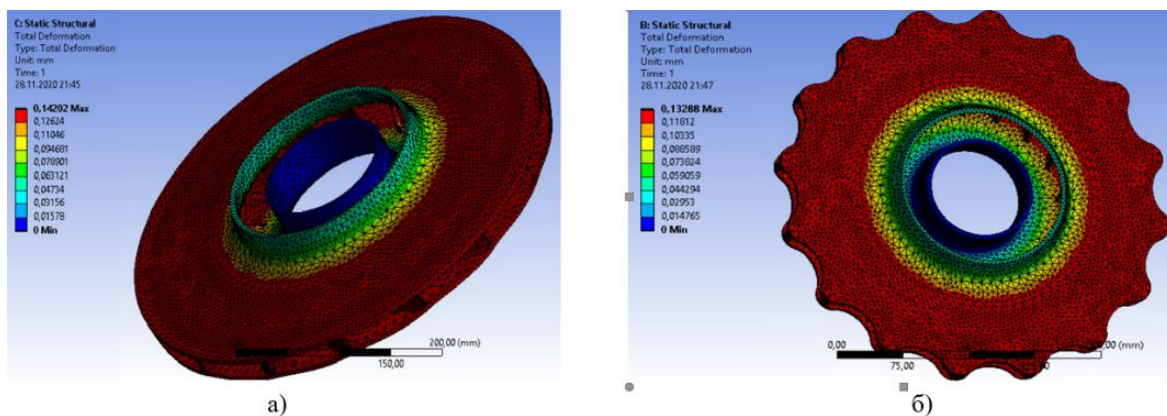 C: Static Structural
Total Deformation
Type: Total Deformation
Unit: mm
Time: 1
28.11.2020 21:45
0,14202 Max
0,12624
0,11046
0,094681
0,078901
0,063121
0,04734
0,03156
0,01578
0 Min
200,00 (mm)
150,00
а)
B: Static Structural
Total Deformation
Type: Total Deformation
Unit: mm
Time: 1
28.11.2020 21:47
0,13288 Max
0,11812
0,10335
0,088589
0,073824
0,059059
0,044294
0,02953
0,014765
0 Min
0,00
(mm)
75,00
б)